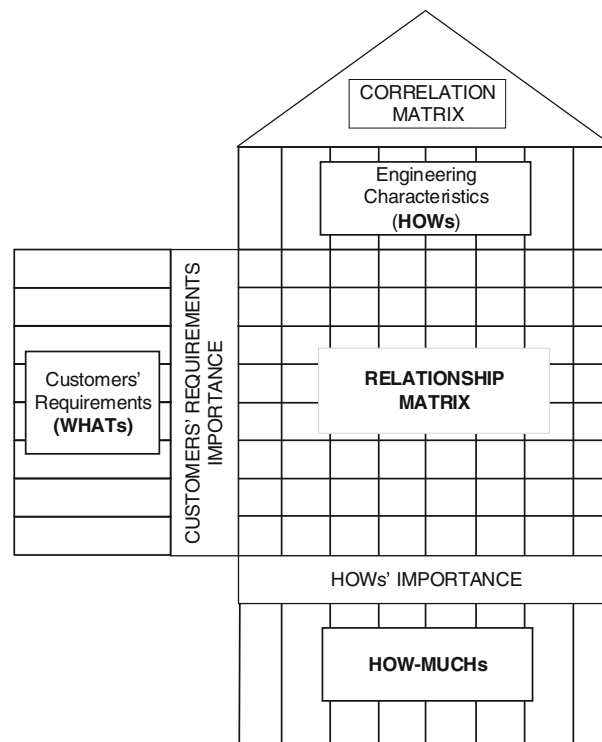 CORRELATION
MATRIX
Engineering
Characteristics
(HOWs)
CUSTOMERS' REQUIREMENTS
IMPORTANCE
Customers'
Requirements
(WHATs)
RELATIONSHIP
MATRIX
HOWs' IMPORTANCE
HOW-MUCHs